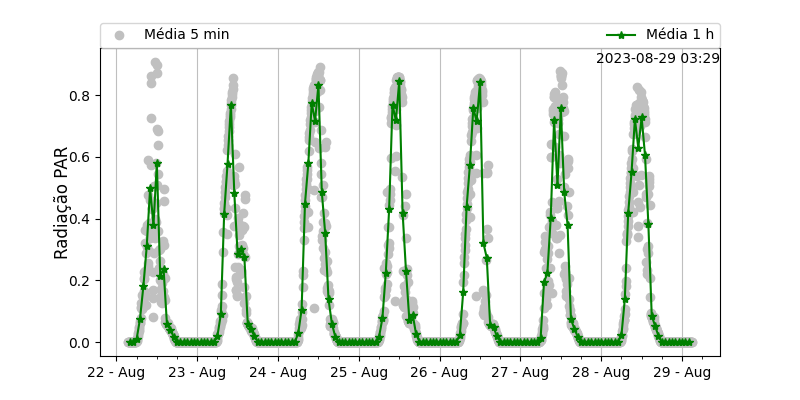 Média 5 min
Média 1 h
2023-08-29 03:29
Radiação PAR
0.8
0.6
0.4
0.2
0.0
22 - Aug
23 - Aug
24 - Aug
25 - Aug
26 - Aug
27 - Aug
28 - Aug
29 - Aug